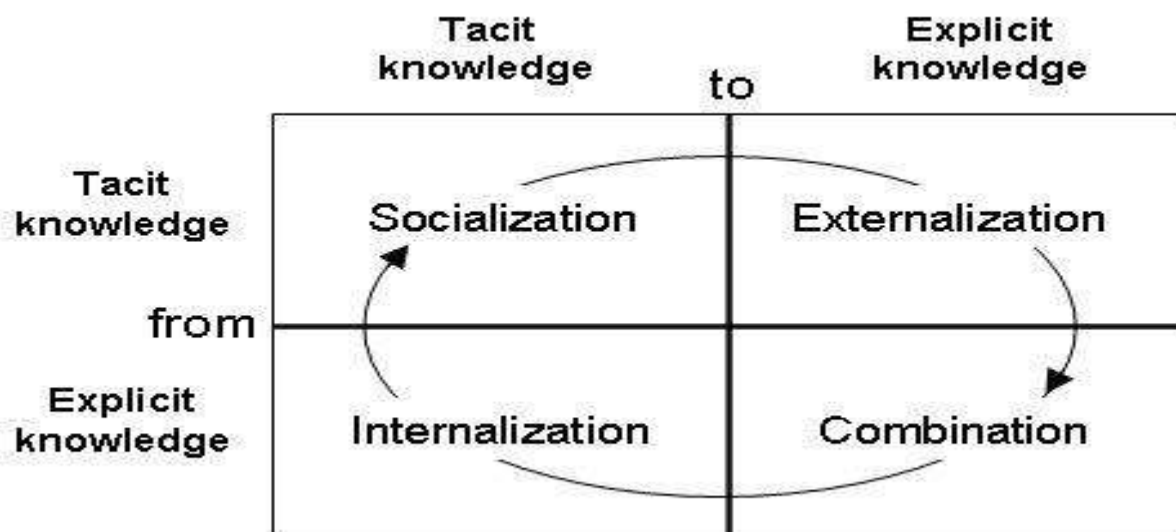 Tacit
knowledge
Explicit
knowledge
to
Tacit
knowledge
Socialization
Externalization
from
Explicit
knowledge
Internalization
Combination